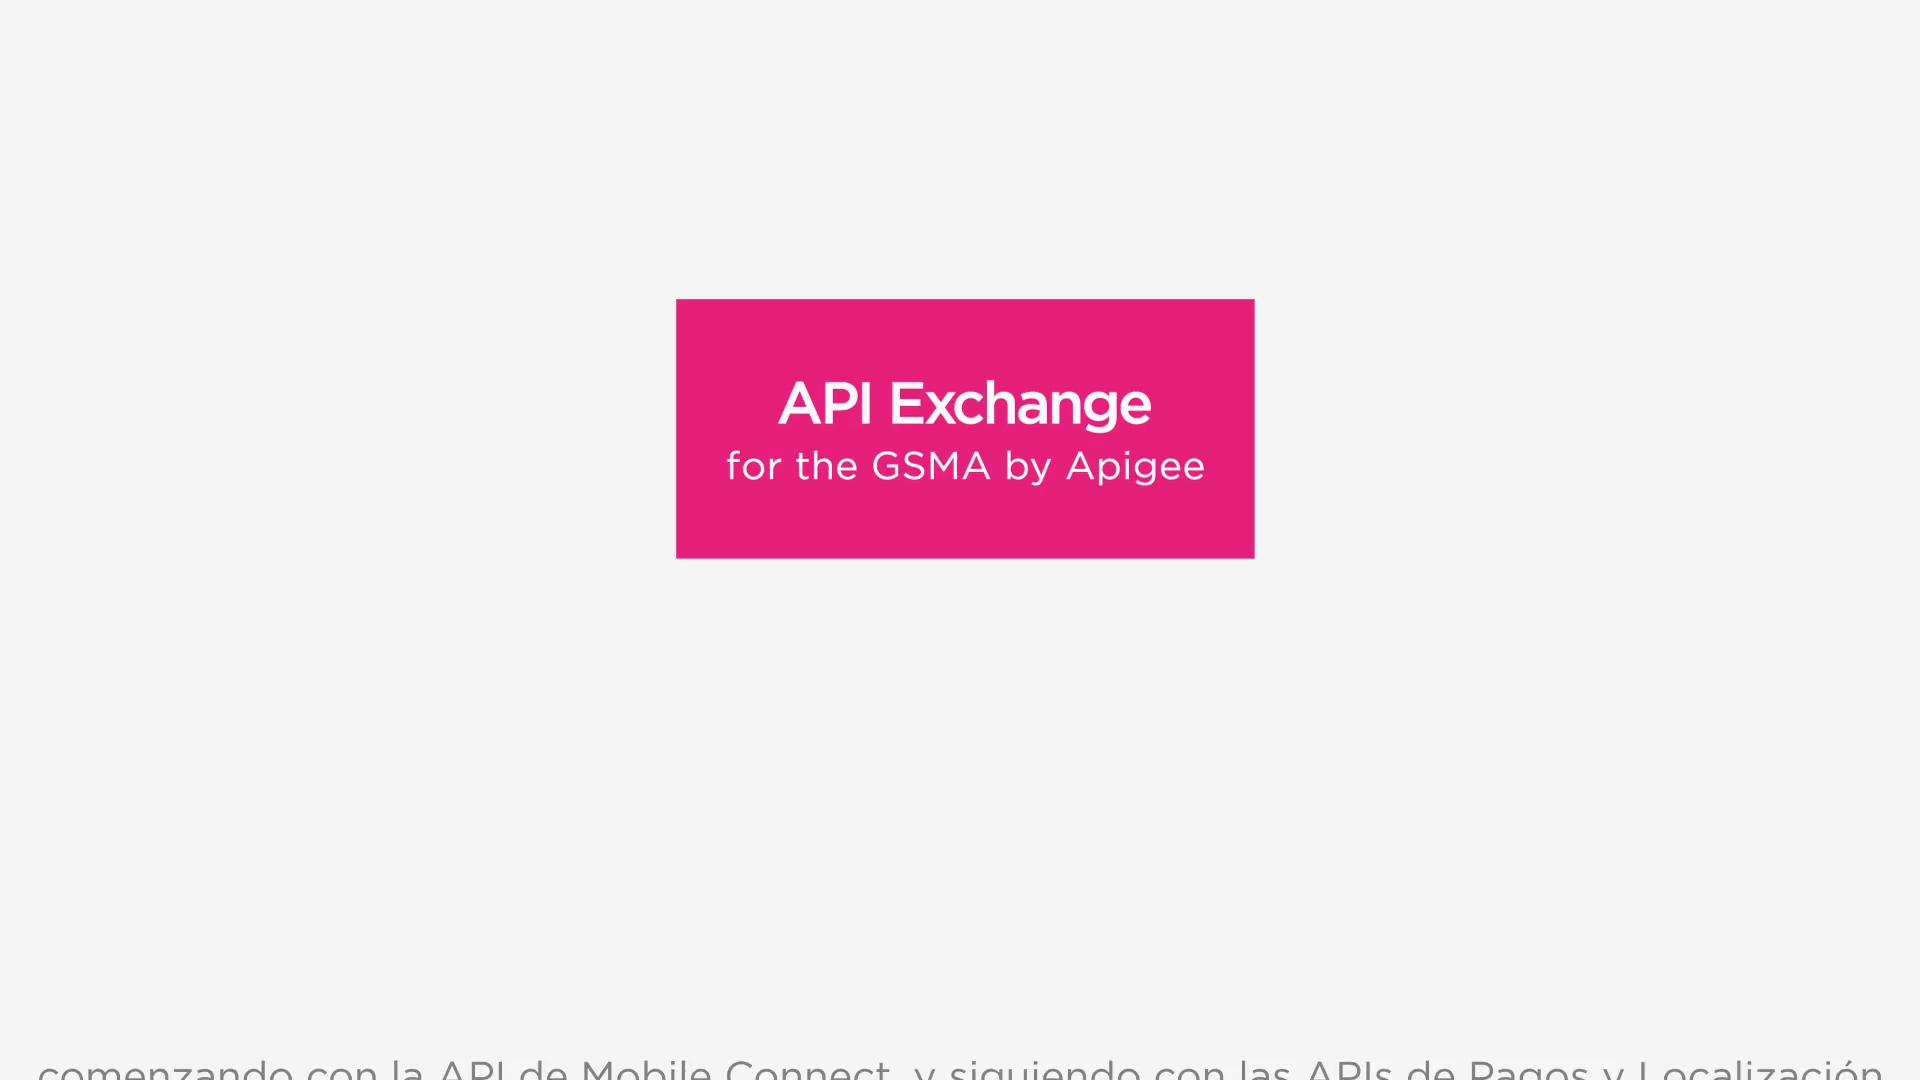 API Exchange
for the GSMA by Apigee
comenzando con la API de Mobile Connect, y siguiendo con las APIs de Pagos y Localización